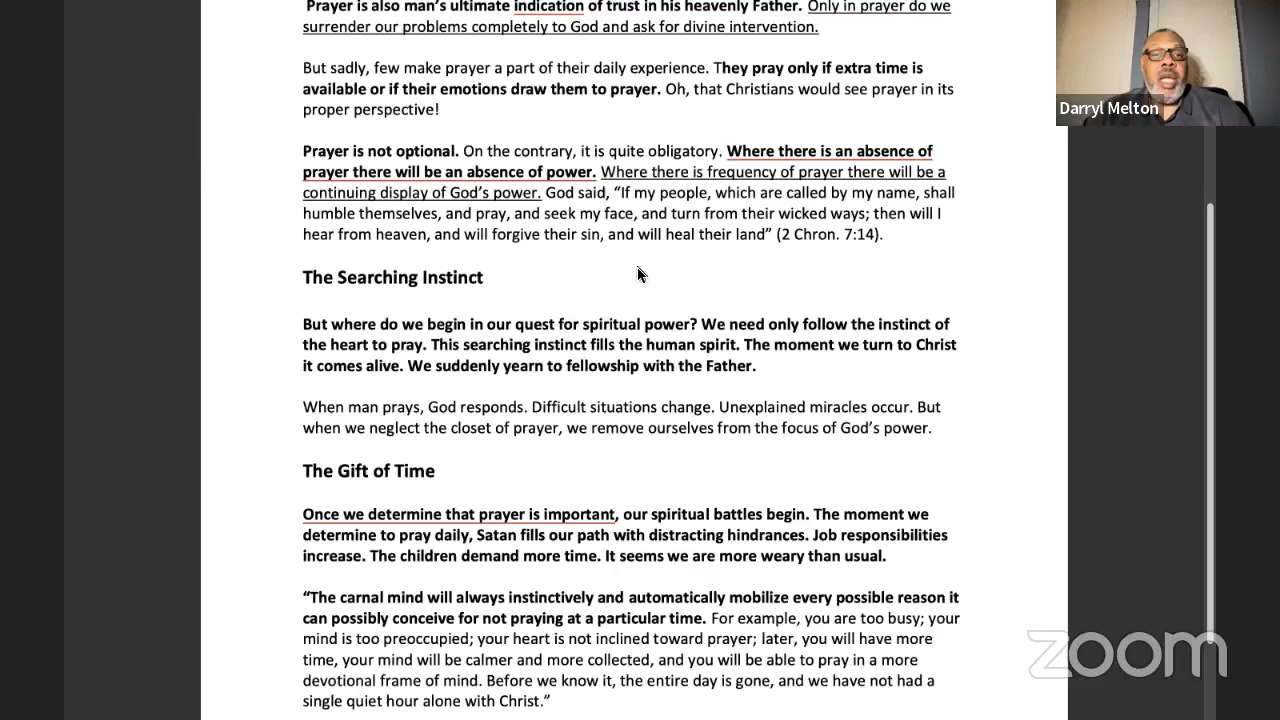 Prayer is also man’s ultimate indication of trust in his heavenly Father. Only in prayer do we
surrender our problems completely to God and ask for divine intervention.
But sadly, few make prayer a part of their daily experience. They pray only if extra time is
available or if their emotions draw them to prayer. Oh, that Christians would see prayer in its
proper perspective!
Prayer is not optional. On the contrary, it is quite obligatory. Where there is an absence of
prayer there will be an absence of power. Where there is frequency of prayer there will be a
continuing display of God’s power. God said, “If my people, which are called by my name, shall
humble themselves, and pray, and seek my face, and turn from their wicked ways; then will I
hear from heaven, and will forgive their sin, and will heal their land” (2 Chron. 7:14).
The Searching Instinct
But where do we begin in our quest for spiritual power? We need only follow the instinct of
the heart to pray. This searching instinct fills the human spirit. The moment we turn to Christ
it comes alive. We suddenly yearn to fellowship with the Father.
When man prays, God responds. Difficult situations change. Unexplained miracles occur. But
when we neglect the closet of prayer, we remove ourselves from the focus of God’s power.
The Gift of Time
Once we determine that prayer is important, our spiritual battles begin. The moment we
determine to pray daily, Satan fills our path with distracting hindrances. Job responsibilities
increase. The children demand more time. It seems we are more weary than usual.
“The carnal mind will always instinctively and automatically mobilize every possible reason it
can possibly conceive for not praying at a particular time. For example, you are too busy; your
mind is too preoccupied; your heart is not inclined toward prayer; later, you will have more
time, your mind will be calmer and more collected, and you will be able to pray in a more
devotional frame of mind. Before we know it, the entire day is gone, and we have not had a
single quiet hour alone with Christ.”
Darryl Melton
zoom